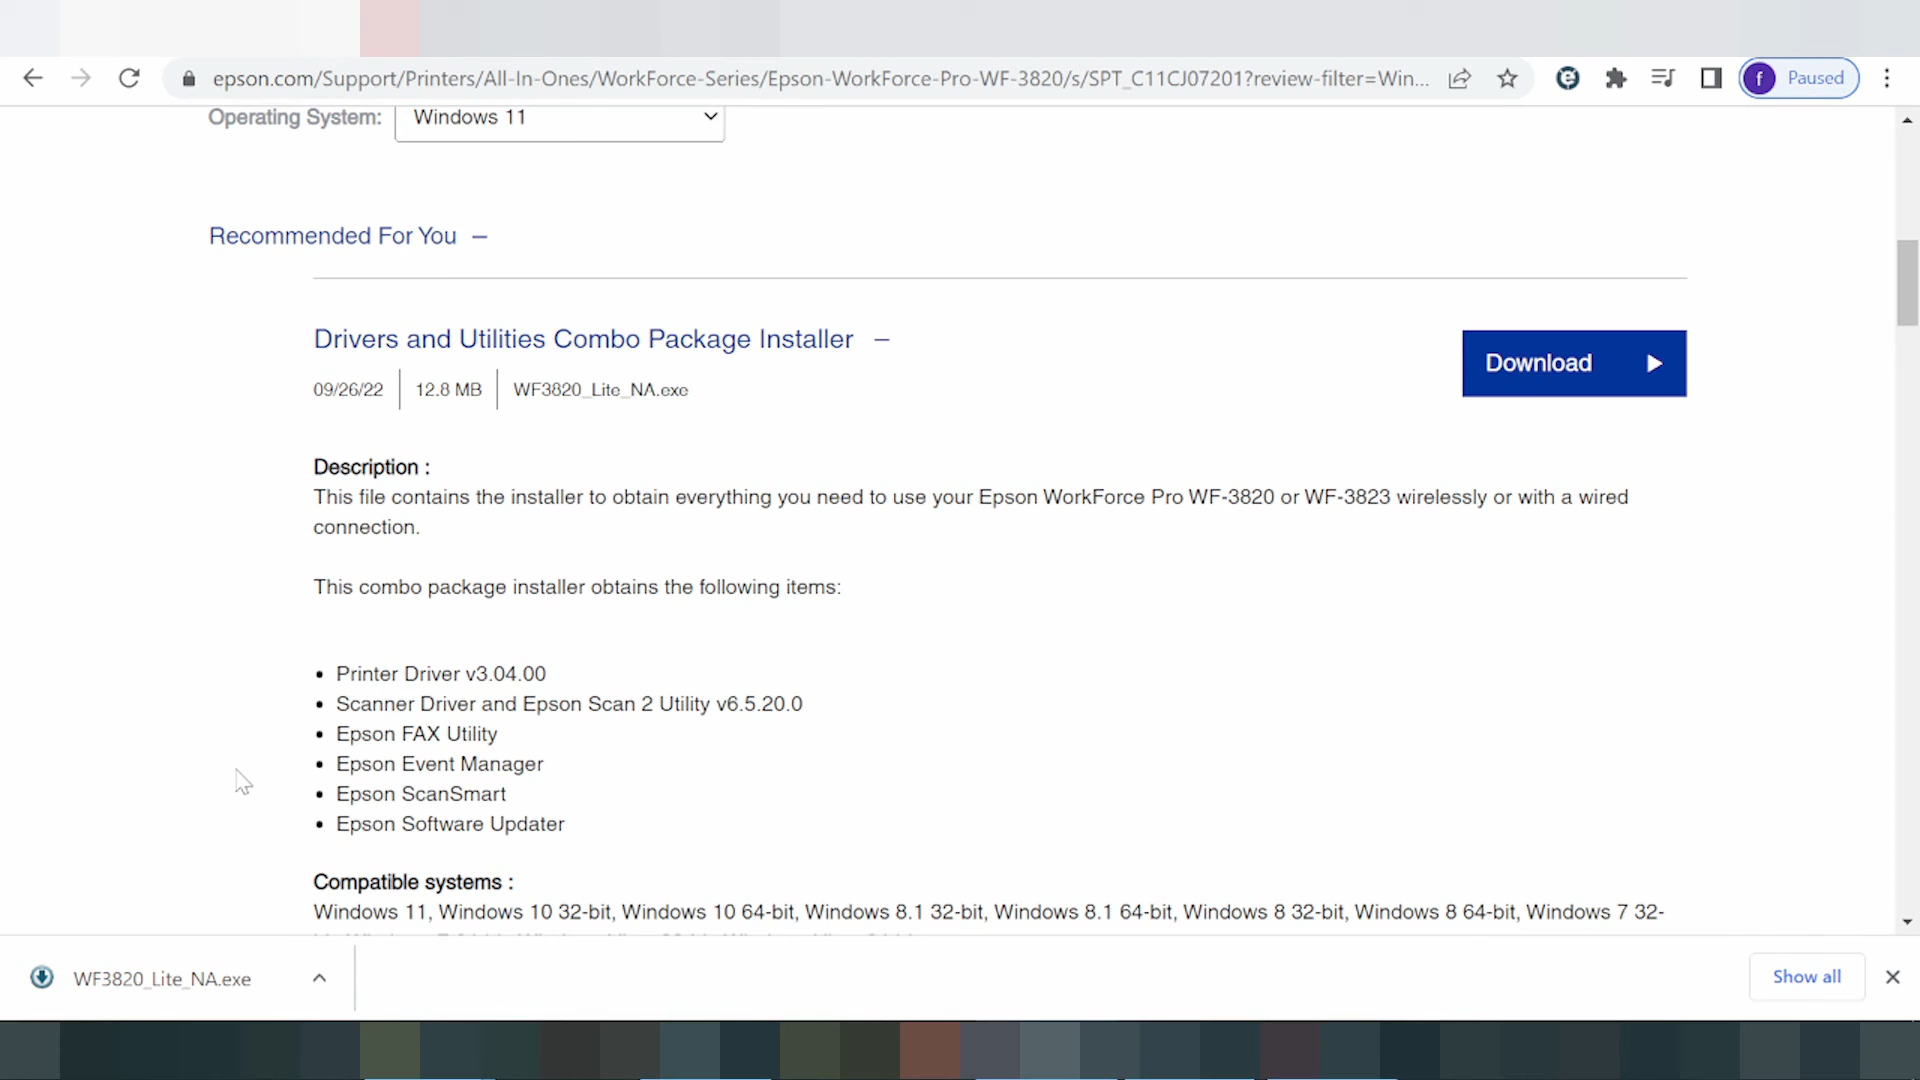 epson.com/Support/Printers/All-In-Ones/WorkForce-Series/Epson-WorkForce-Pro-WF-3820/s/SPT_C11CJ07201?review-filter=Win...
f Paused
Operating System: Windows 11
Recommended For You –
Drivers and Utilities Combo Package Installer –
Download
09/26/22 12.8 MB WF3820_Lite_NA.exe
Description :
This file contains the installer to obtain everything you need to use your Epson WorkForce Pro WF-3820 or WF-3823 wirelessly or with a wired
connection.
This combo package installer obtains the following items:
• Printer Driver v3.04.00
• Scanner Driver and Epson Scan 2 Utility v6.5.20.0
• Epson FAX Utility
• Epson Event Manager
• Epson ScanSmart
• Epson Software Updater
Compatible systems :
Windows 11, Windows 10 32-bit, Windows 10 64-bit, Windows 8.1 32-bit, Windows 8.1 64-bit, Windows 8 32-bit, Windows 8 64-bit, Windows 7 32-
WF3820_Lite_NA.exe
Show all